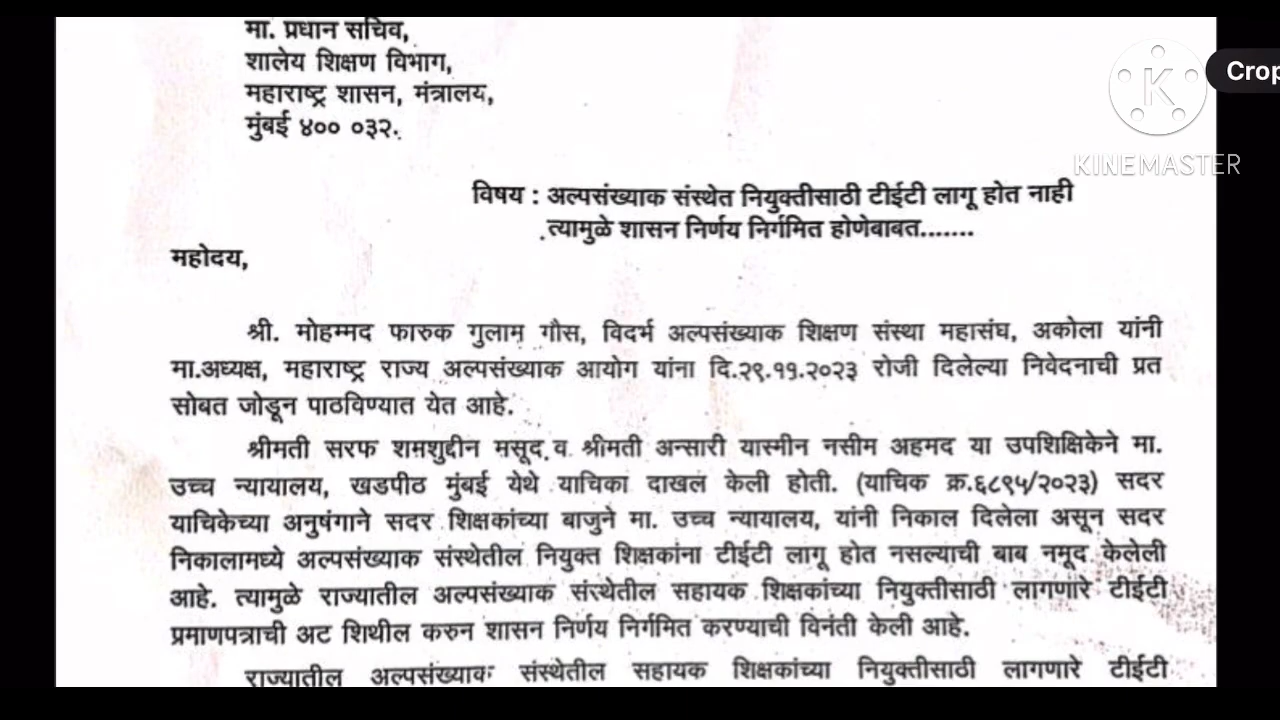 मा. प्रधान सचिव,
शालेय शिक्षण विभाग,
महाराष्ट्र शासन, मंत्रालय,
मुंबई ४०० ०३२.
Crop
KINEMASTER
विषय : अल्पसंख्याक संस्थेत नियुक्तीसाठी टीईटी लागू होत नाही
त्यामुळे शासन निर्णय निर्गमित होणेबाबत.......
महोदय,
श्री. मोहम्मद फारुक गुलाम गौस, विदर्भ अल्पसंख्याक शिक्षण संस्था महासंघ, अकोला यांनी
मा.अध्यक्ष, महाराष्ट्र राज्य अल्पसंख्याक आयोग यांना दि.२९.११.२०२३ रोजी दिलेल्या निवेदनाची प्रत
सोबत जोडून पाठविण्यात येत आहे.
श्रीमती सरफ शमशुद्दीन मसूद व श्रीमती अन्सारी यास्मीन नसीम अहमद या उपशिक्षिकेने मा.
उच्च न्यायालय, खडपीठ मुंबई येथे याचिका दाखल केली होती. (याचिक क्र.६८९५/२०२३) सदर
याचिकेच्या अनुषंगाने सदर शिक्षकांच्या बाजुने मा. उच्च न्यायालय, यांनी निकाल दिलेला असून सदर
निकालामध्ये अल्पसंख्याक संस्थेतील नियुक्त शिक्षकांना टीईटी लागू होत नसल्याची बाब नमूद केलेली
आहे. त्यामुळे राज्यातील अल्पसंख्याक संस्थेतील सहायक शिक्षकांच्या नियुक्तीसाठी लागणारे टीईटी
प्रमाणपत्राची अट शिथील करुन शासन निर्णय निर्गमित करण्याची विनंती केली आहे.
राज्यातील अल्पसंख्याक संस्थेतील सहायक शिक्षकांच्या नियुक्तीसाठी लागणारे टीईटी